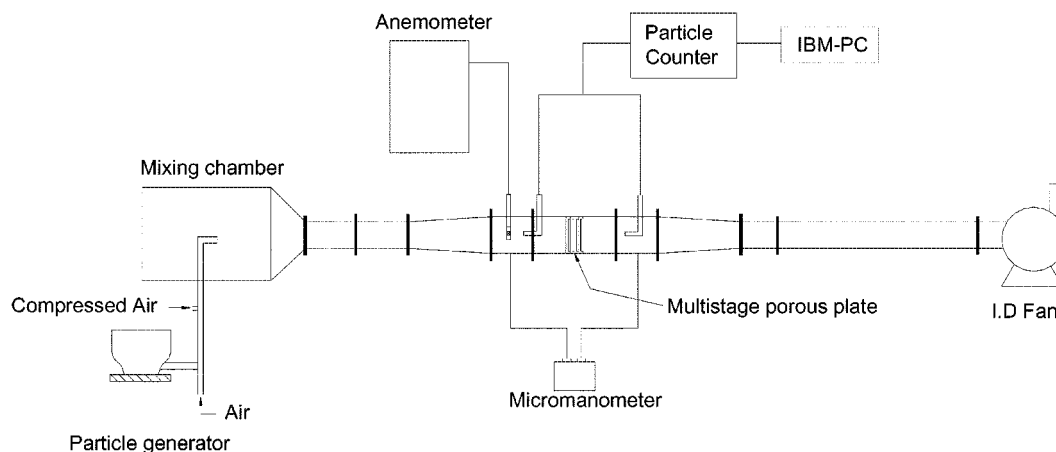 Anemometer
Particle
Counter
IBM-PC
Mixing chamber
Compressed Air
Multistage porous plate
I.D Fan
Micromanometer
Air
Particle generator